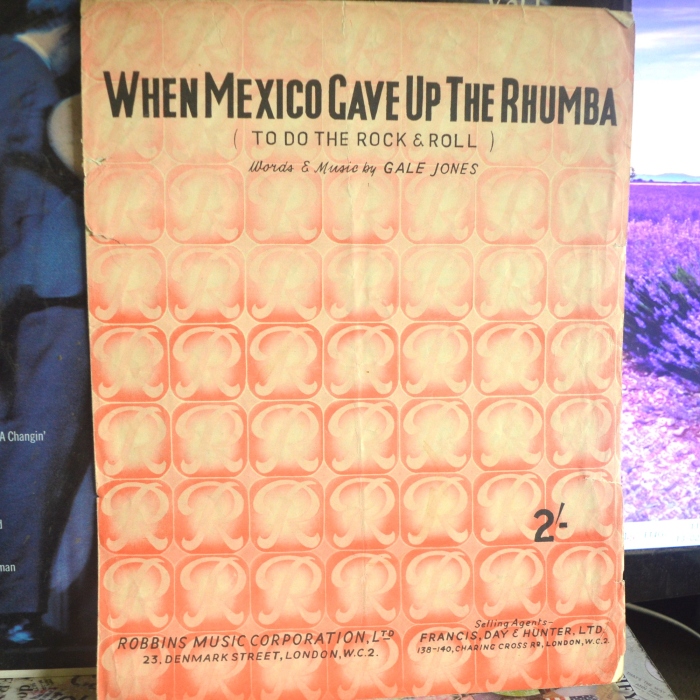 WHEN MEXICO GAVE UP THE RHUMBA
( TO DO THE ROCK & ROLL )
Words & Music by GALE JONES
A Changin'
2/-
Selling Agents-
ROBBINS MUSIC CORPORATION, LTD
23, DENMARK STREET, LONDON, W.C.2.
FRANCIS, DAY & HUNTER, LTD.
138-140, CHARING CROSS RD, LONDON, W.C.2.